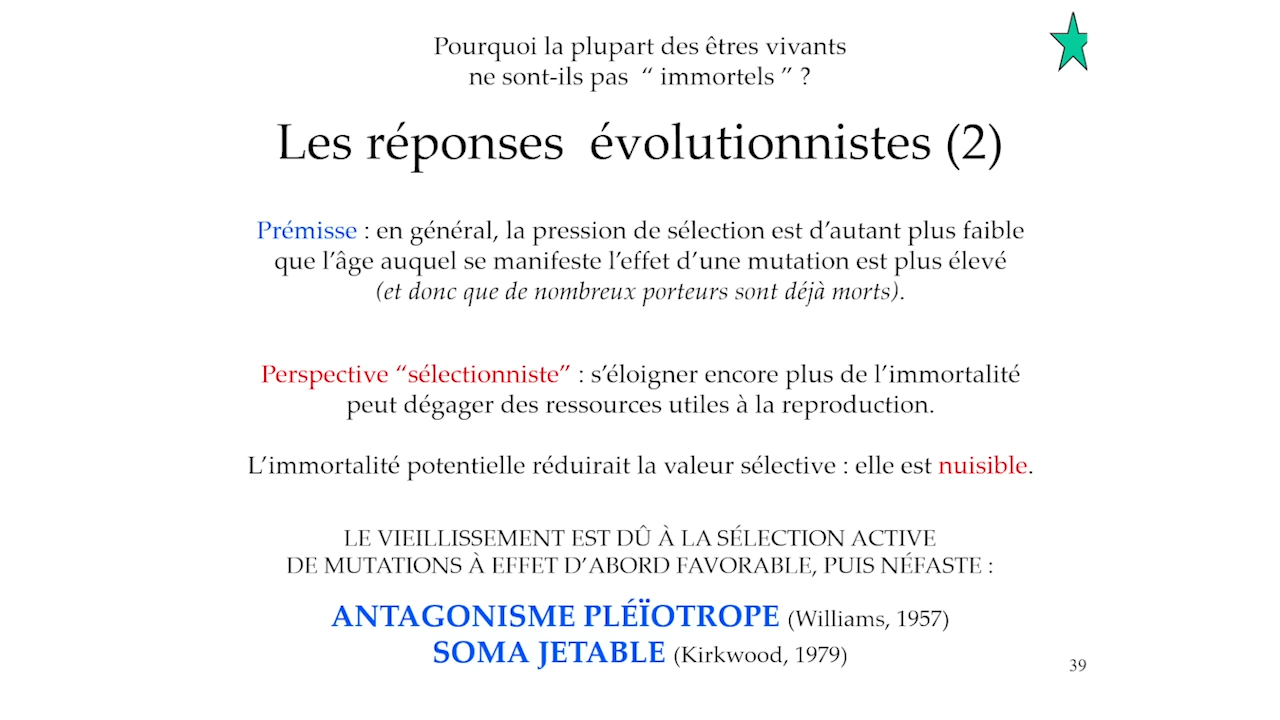 Pourquoi la plupart des êtres vivants
ne sont-ils pas “ immortels ” ?
Les réponses évolutionnistes (2)
Prémisse : en général, la pression de sélection est d’autant plus faible
que l’âge auquel se manifeste l’effet d’une mutation est plus élevé
(et donc que de nombreux porteurs sont déjà morts).
Perspective “sélectionniste” : s’éloigner encore plus de l’immortalité
peut dégager des ressources utiles à la reproduction.
L’immortalité potentielle réduirait la valeur sélective : elle est nuisible.
LE VIEILLISSEMENT EST DÛ À LA SÉLECTION ACTIVE
DE MUTATIONS À EFFET D’ABORD FAVORABLE, PUIS NÉFASTE :
ANTAGONISME PLÉÏOTROPE (Williams, 1957)
SOMA JETABLE (Kirkwood, 1979)
39